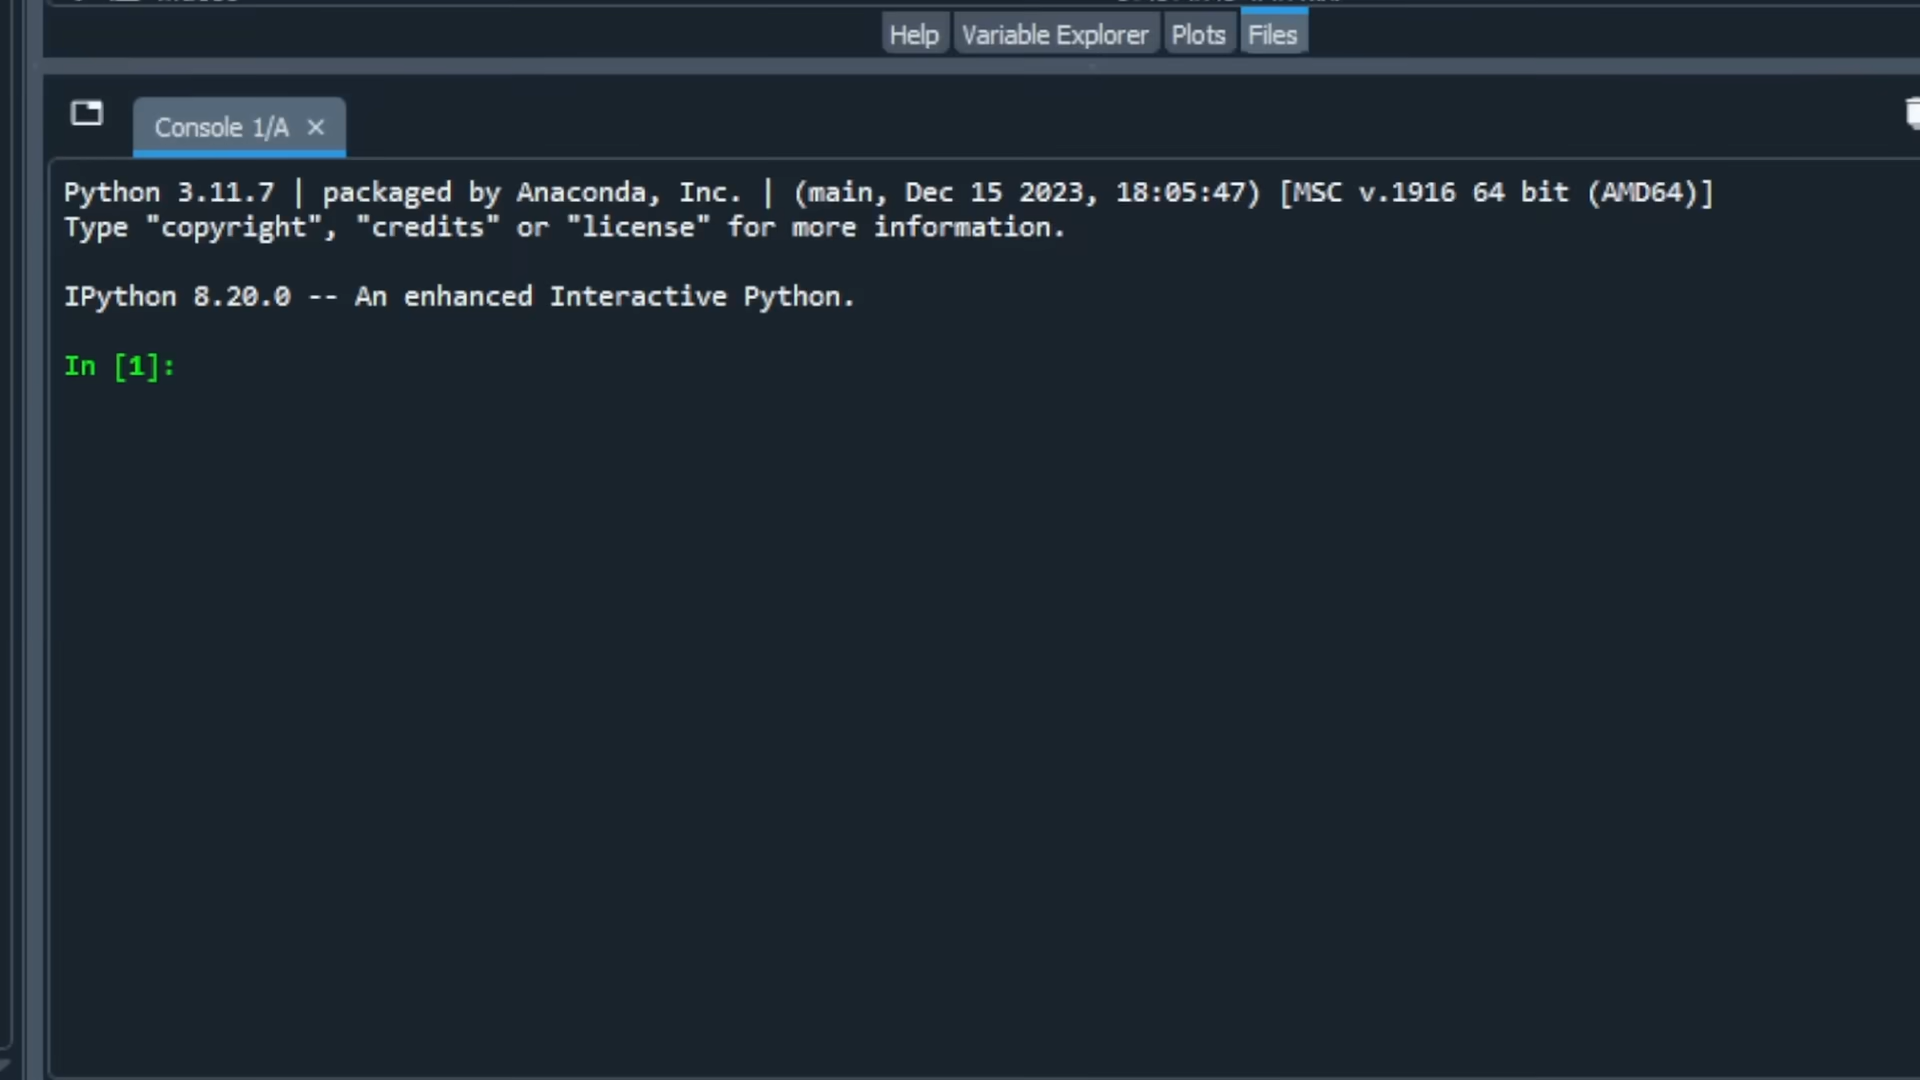 Help Variable Explorer Plots Files
Console 1/A
Python 3.11.7 | packaged by Anaconda, Inc. | (main, Dec 15 2023, 18:05:47) [MSC v.1916 64 bit (AMD64)]
Type "copyright", "credits" or "license" for more information.
IPython 8.20.0 -- An enhanced Interactive Python.
In [1]: